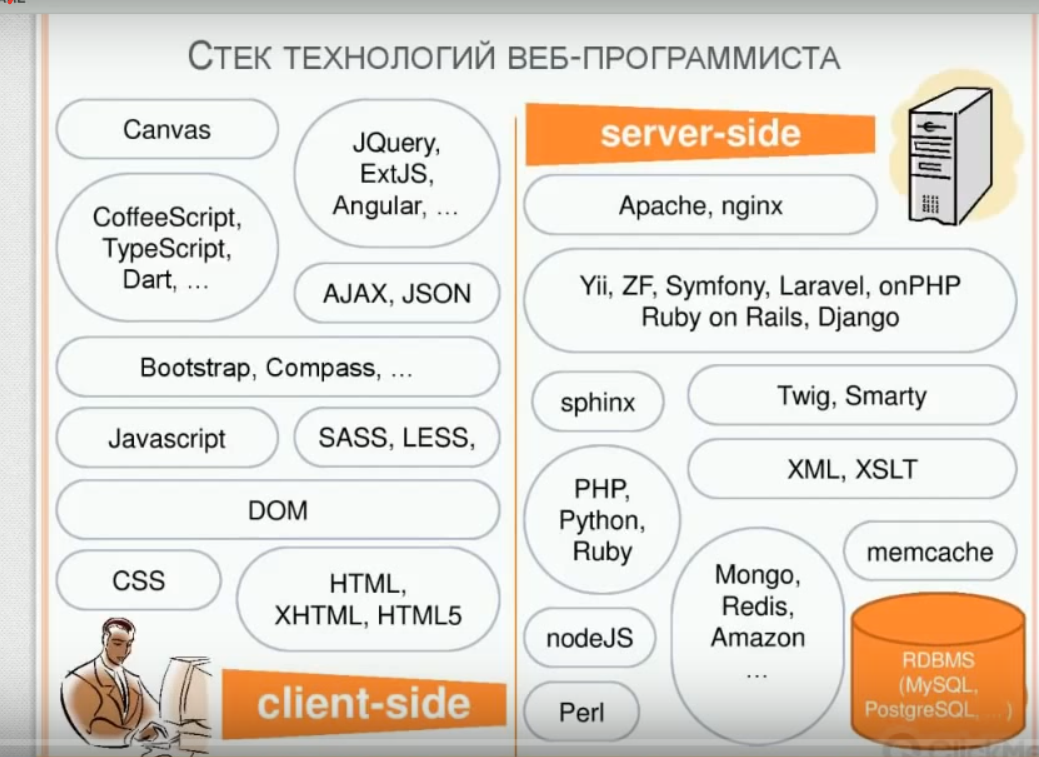 СТЕК ТЕХНОЛОГИЙ ВЕБ-ПРОГРАММИСТА
Canvas
JQuery,
ExtJS,
Angular, ...
CoffeeScript,
TypeScript,
Dart, ...
AJAX, JSON
Bootstrap, Compass, ...
Javascript
SASS, LESS,
DOM
CSS
HTML,
XHTML, HTML5
client-side
server-side
Apache, nginx
Yii, ZF, Symfony, Laravel, onPHP
Ruby on Rails, Django
sphinx
Twig, Smarty
XML, XSLT
PHP,
Python,
Ruby
memcache
Mongo,
Redis,
Amazon
...
nodeJS
Perl
RDBMS
(MySQL,
PostgreSQL, ...)